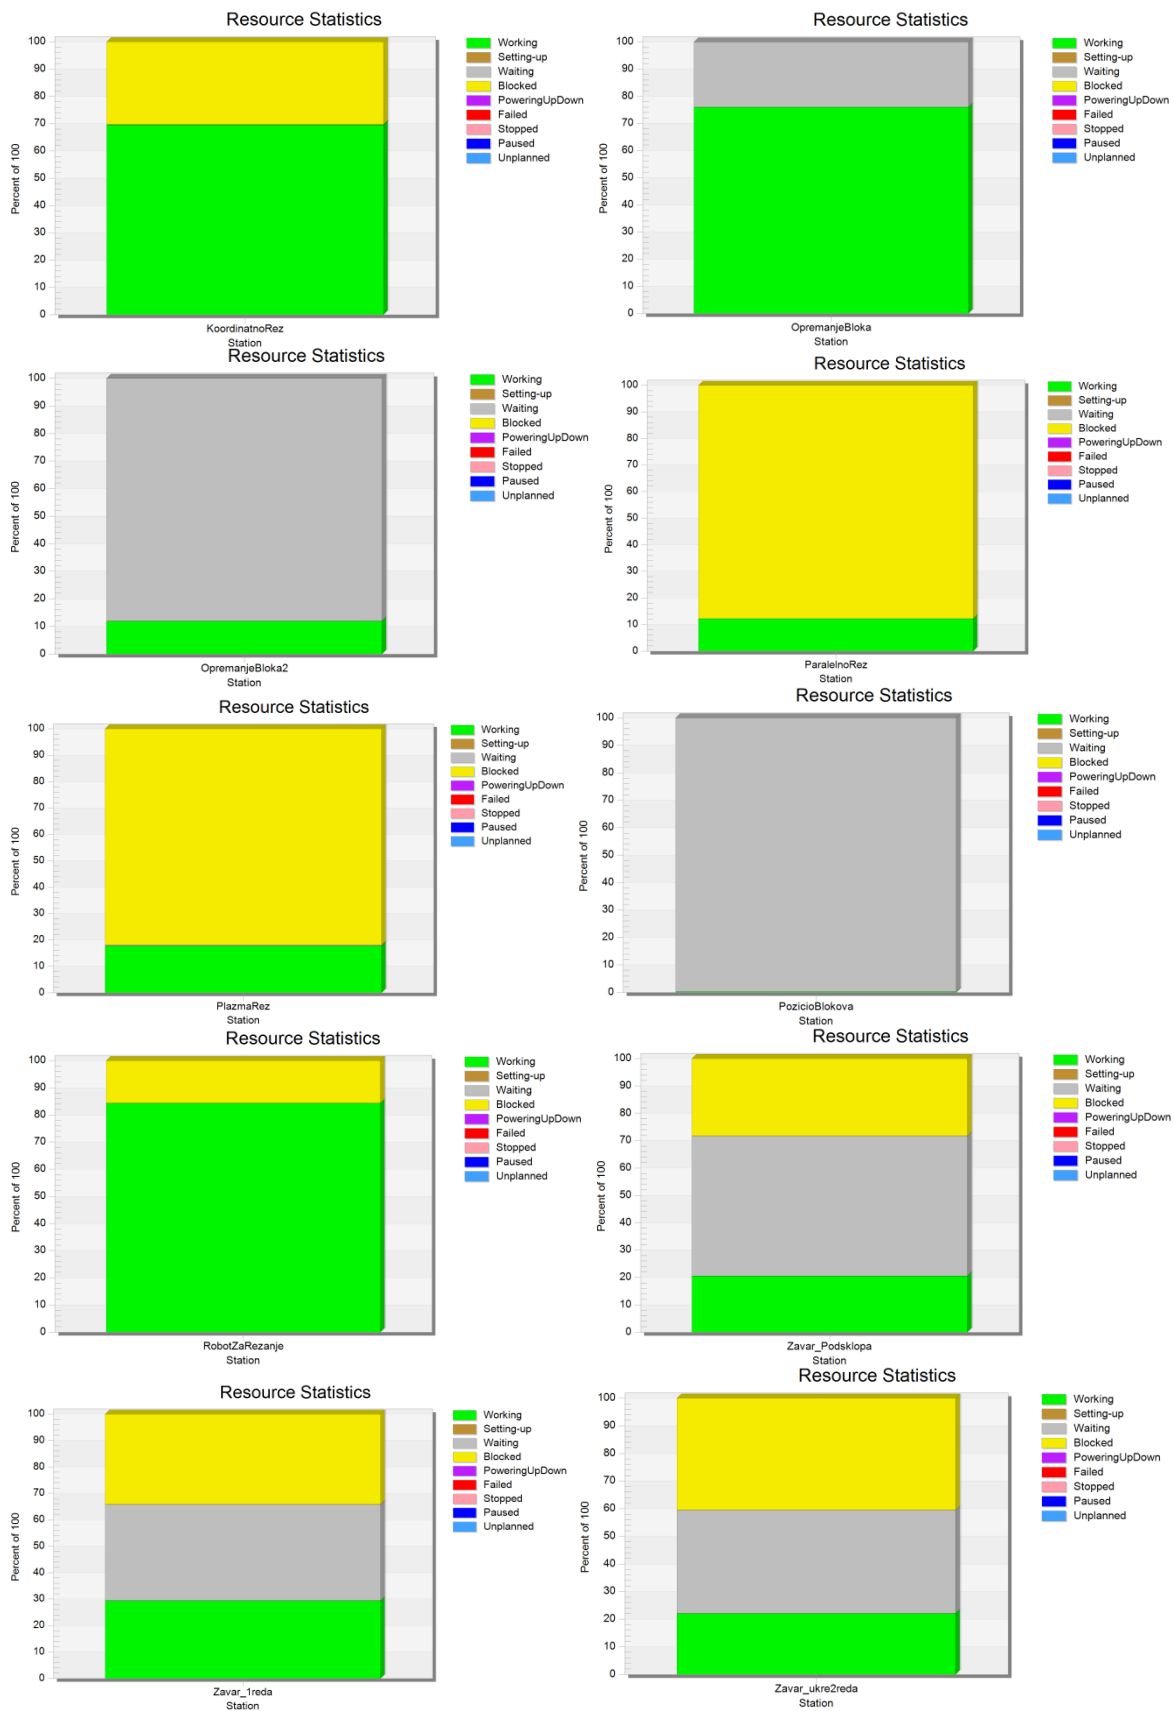 Resource Statistics
Percent of 100
100
90
80
70
60
50
40
30
20
10
0
KoordinatnoRez
Station
Working
Setting-up
Waiting
Blocked
PoweringUpDown
Failed
Stopped
Paused
Unplanned
Resource Statistics
Percent of 100
100
90
80
70
60
50
40
30
20
10
0
OpremanjeBloka
Station
Working
Setting-up
Waiting
Blocked
PoweringUpDown
Failed
Stopped
Paused
Unplanned
Resource Statistics
Percent of 100
100
90
80
70
60
50
40
30
20
10
0
OpremanjeBloka2
Station
Working
Setting-up
Waiting
Blocked
PoweringUpDown
Failed
Stopped
Paused
Unplanned
Resource Statistics
Percent of 100
100
90
80
70
60
50
40
30
20
10
0
ParalelnoRez
Station
Working
Setting-up
Waiting
Blocked
PoweringUpDown
Failed
Stopped
Paused
Unplanned
Resource Statistics
Percent of 100
100
90
80
70
60
50
40
30
20
10
0
PlazmaRez
Station
Working
Setting-up
Waiting
Blocked
PoweringUpDown
Failed
Stopped
Paused
Unplanned
Resource Statistics
Percent of 100
100
90
80
70
60
50
40
30
20
10
0
PozicioBlokova
Station
Working
Setting-up
Waiting
Blocked
PoweringUpDown
Failed
Stopped
Paused
Unplanned
Resource Statistics
Percent of 100
100
90
80
70
60
50
40
30
20
10
0
RobotZaRezanje
Station
Working
Setting-up
Waiting
Blocked
PoweringUpDown
Failed
Stopped
Paused
Unplanned
Resource Statistics
Percent of 100
100
90
80
70
60
50
40
30
20
10
0
Zavar_Podsklopa
Station
Working
Setting-up
Waiting
Blocked
PoweringUpDown
Failed
Stopped
Paused
Unplanned
Resource Statistics
Percent of 100
100
90
80
70
60
50
40
30
20
10
0
Zavar_1reda
Station
Working
Setting-up
Waiting
Blocked
PoweringUpDown
Failed
Stopped
Paused
Unplanned
Resource Statistics
Percent of 100
100
90
80
70
60
50
40
30
20
10
0
Zavar_ukre2reda
Station
Working
Setting-up
Waiting
Blocked
PoweringUpDown
Failed
Stopped
Paused
Unplanned